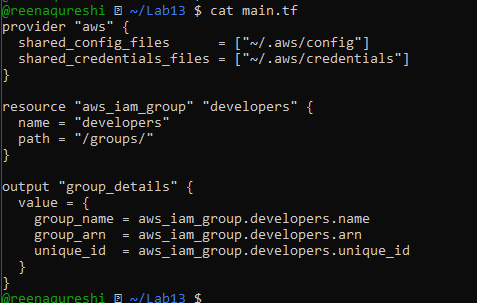 @reenaqureshi ~/Lab13 $ cat main.tf
provider "aws" {
  shared_config_files      = ["~/.aws/config"]
  shared_credentials_files = ["~/.aws/credentials"]
}

resource "aws_iam_group" "developers" {
  name = "developers"
  path = "/groups/"
}

output "group_details" {
  value = {
    group_name = aws_iam_group.developers.name
    group_arn  = aws_iam_group.developers.arn
    unique_id  = aws_iam_group.developers.unique_id
  }
}
@reenaqureshi ~/Lab13 $